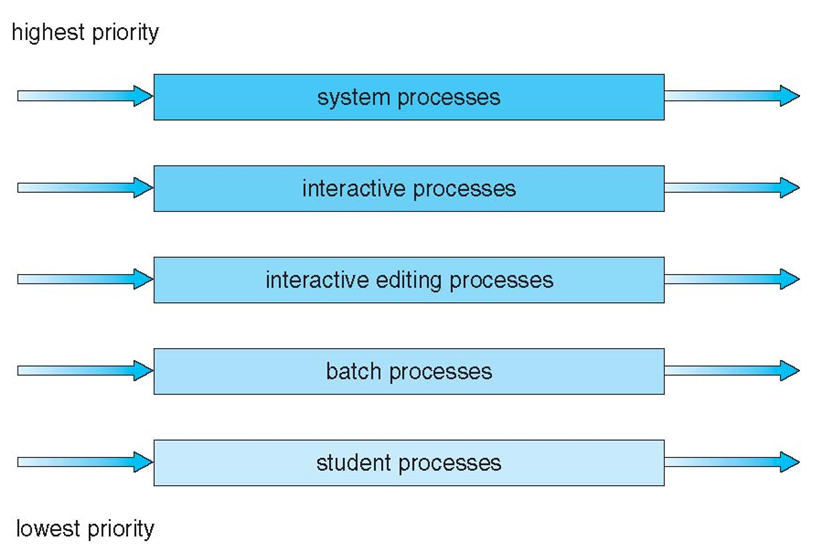 highest priority
system processes
interactive processes
interactive editing processes
batch processes
student processes
lowest priority